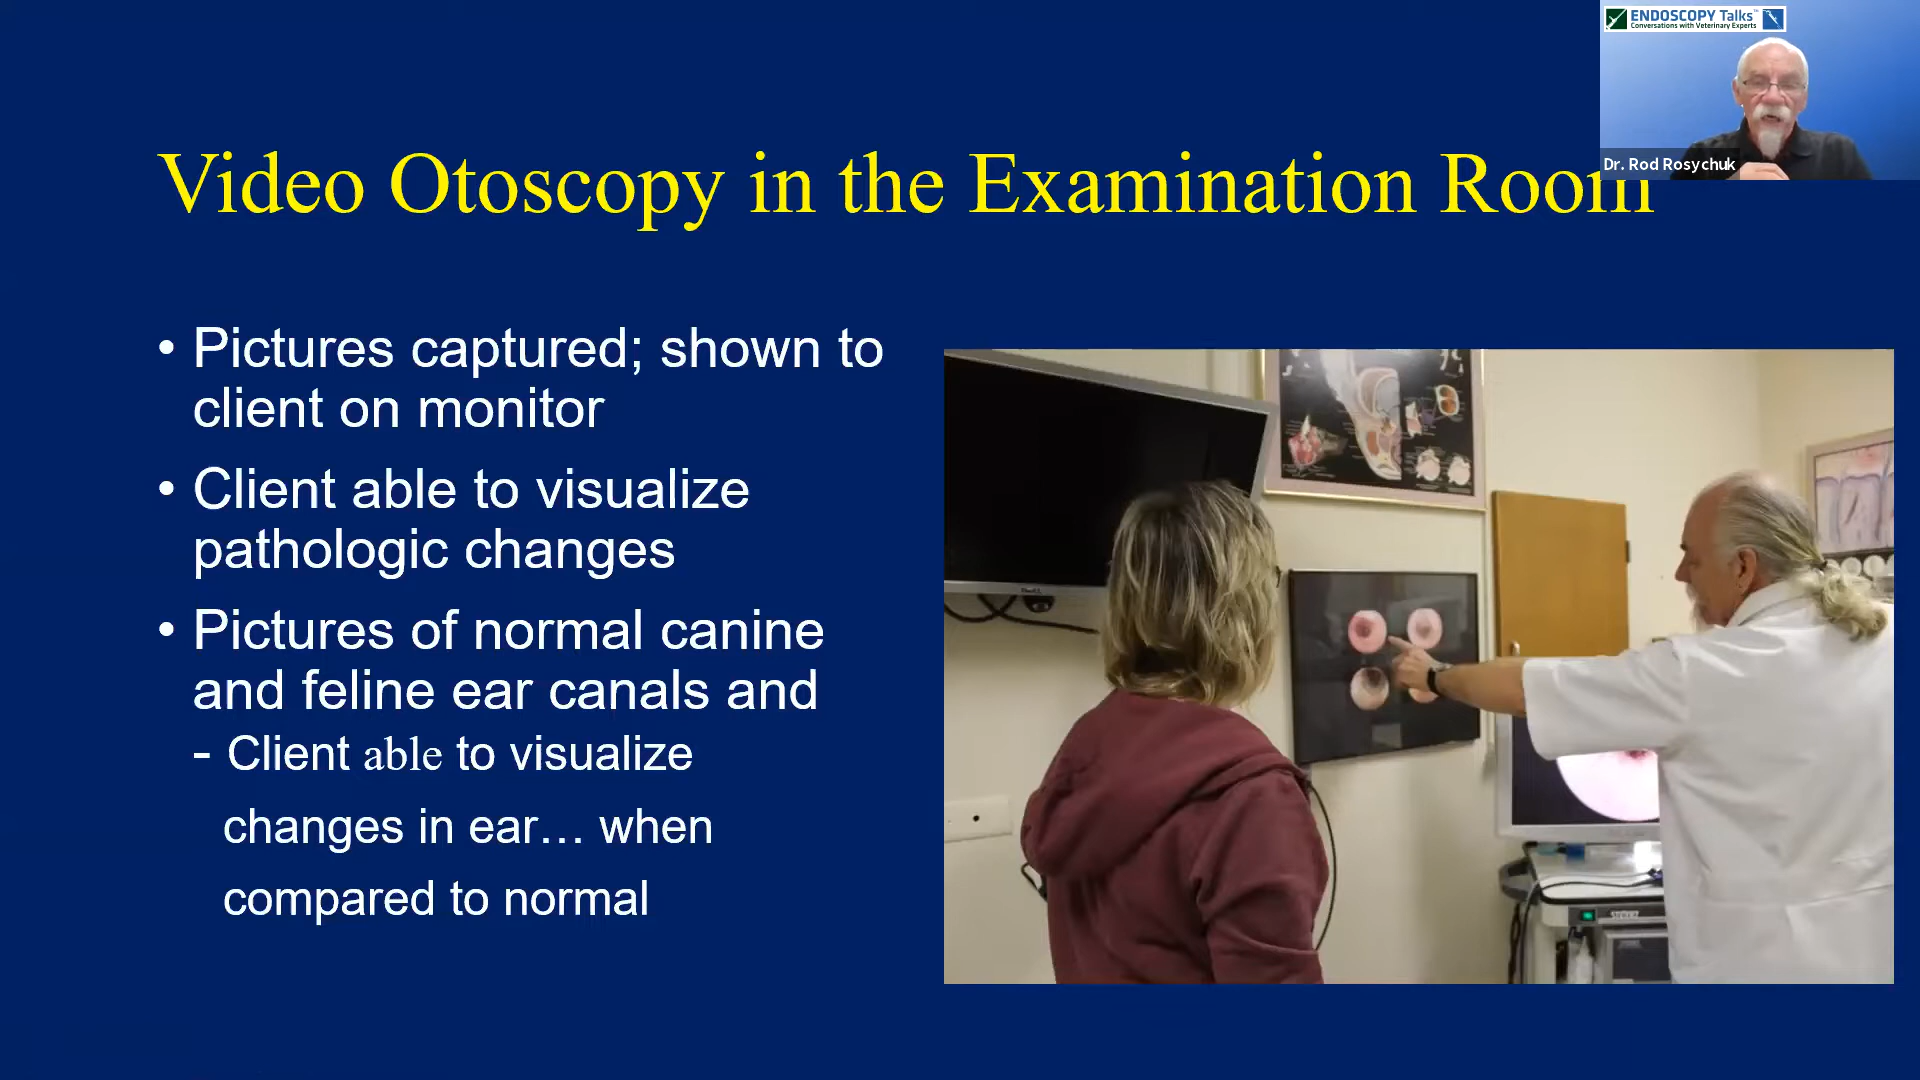 ENDOSCOPY Talks™
Conversations with Veterinary Experts
Dr. Rod Rosychuk
Video Otoscopy in the Examination Room
• Pictures captured; shown to
client on monitor
• Client able to visualize
pathologic changes
• Pictures of normal canine
and feline ear canals and
- Client able to visualize
changes in ear… when
compared to normal